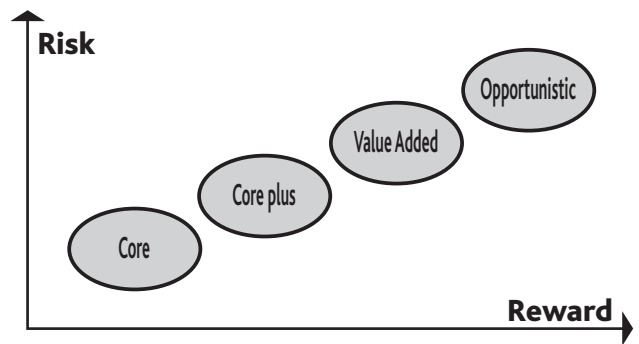 Risk
Opportunistic
Value Added
Core plus
Core
Reward